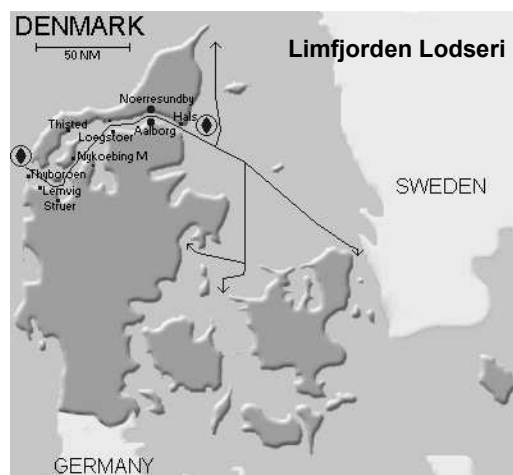 DENMARK
50 NM
Limfjorden Lodseri
Noerresundby
Thisted
Hals
Loegstoer
Aalborg
Nykoebing M
Thyboroen
Lemvig
Struer
SWEDEN
GERMANY